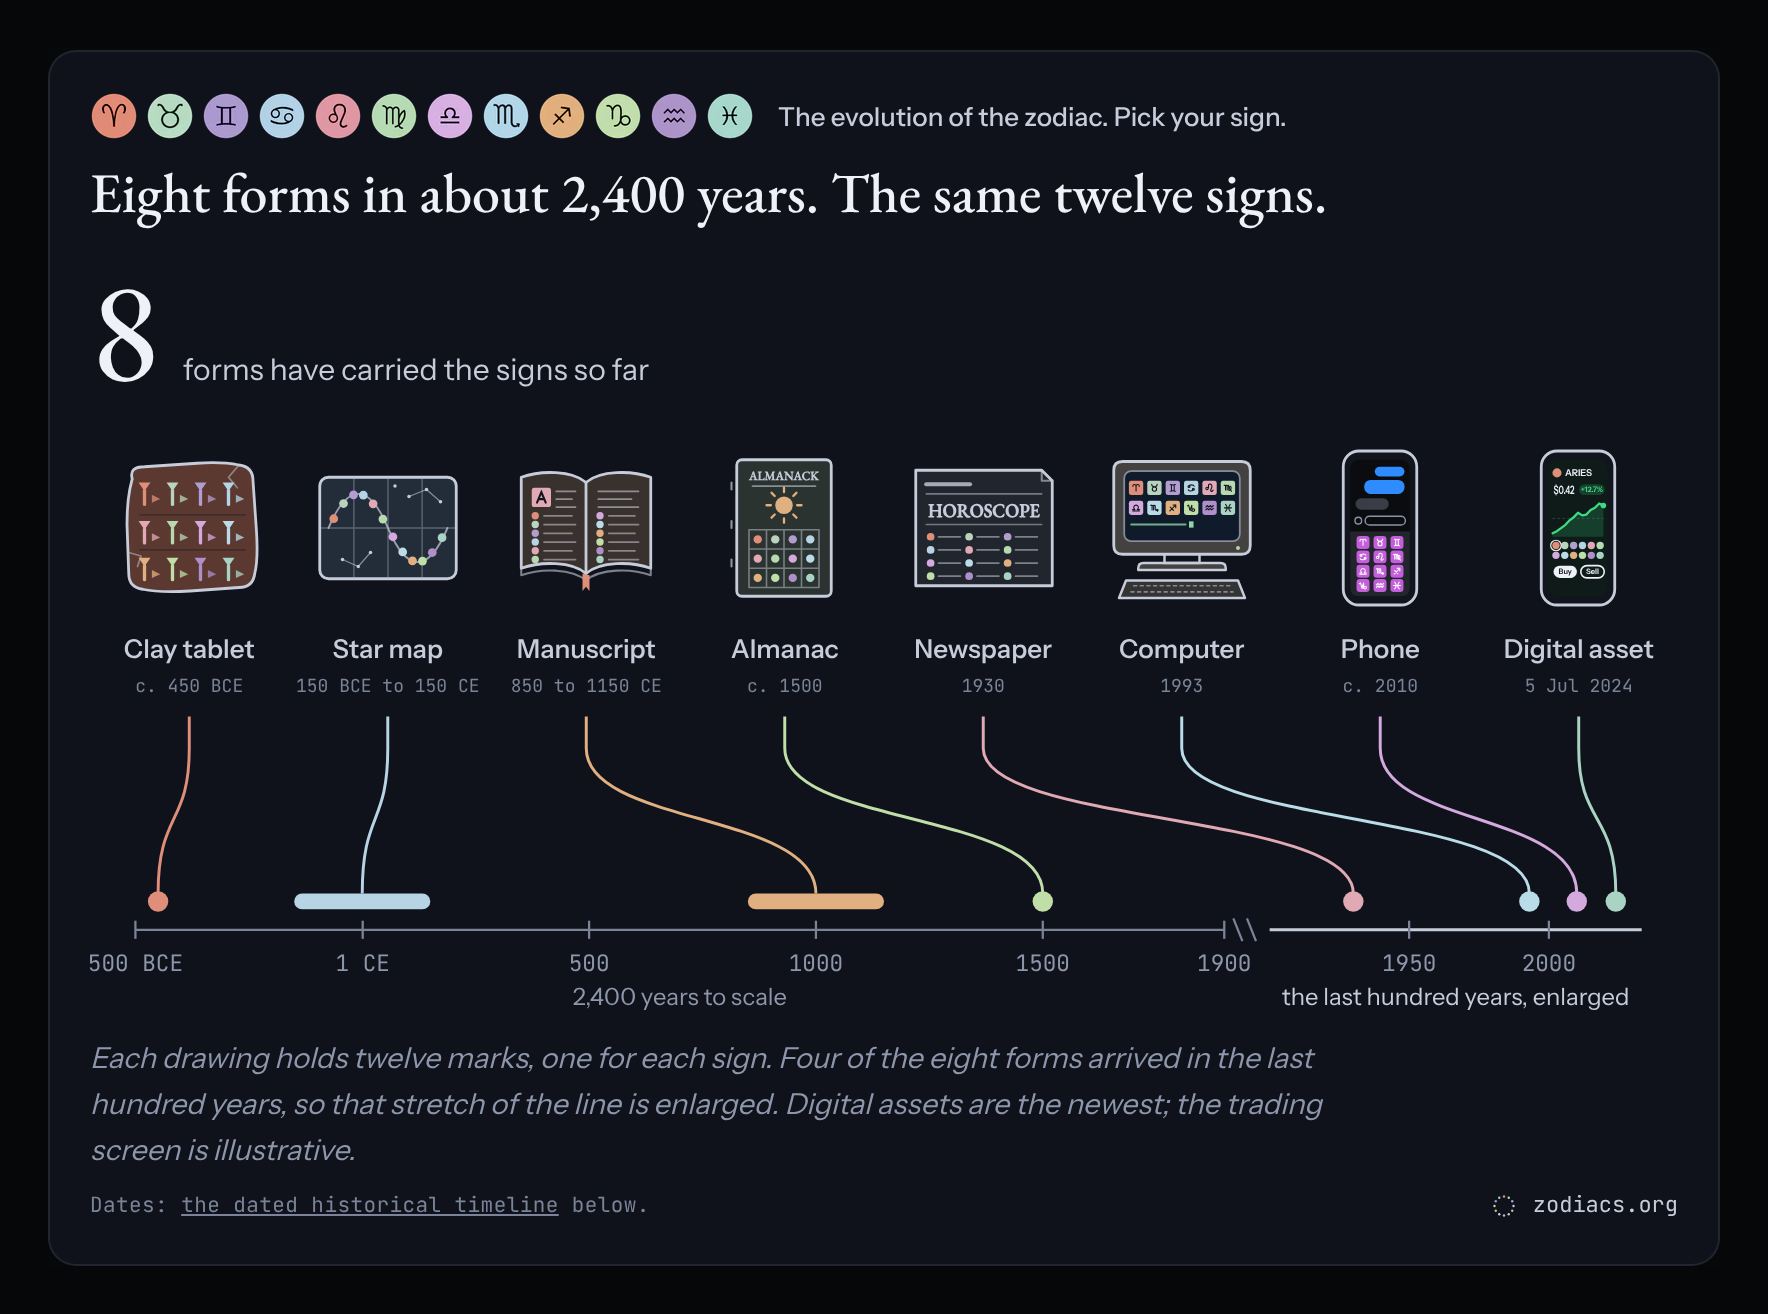 ♈ ♉ ♊ ♋ ♌ ♍ ♎ ♏ ♐ ♑ ♒ ♓ The evolution of the zodiac. Pick your sign.
Eight forms in about 2,400 years. The same twelve signs.
8 forms have carried the signs so far
A
ALMANACK
HOROSCOPE
♈ ♉ ♊ ♋ ♌ ♍
♎ ♏ ♐ ♑ ♒ ♓
♈ ♉ ♊
♋ ♌ ♍
♎ ♏ ♐
♑ ♒ ♓
ARIES
$0.42 +12.7%
Buy Sell
Clay tablet Star map Manuscript Almanac Newspaper Computer Phone Digital asset
c. 450 BCE 150 BCE to 150 CE 850 to 1150 CE c. 1500 1930 1993 c. 2010 5 Jul 2024
500 BCE 1 CE 500 1000 1500 1900 1950 2000
2,400 years to scale the last hundred years, enlarged
Each drawing holds twelve marks, one for each sign. Four of the eight forms arrived in the last
hundred years, so that stretch of the line is enlarged. Digital assets are the newest; the trading
screen is illustrative.
Dates: the dated historical timeline below. zodiacs.org